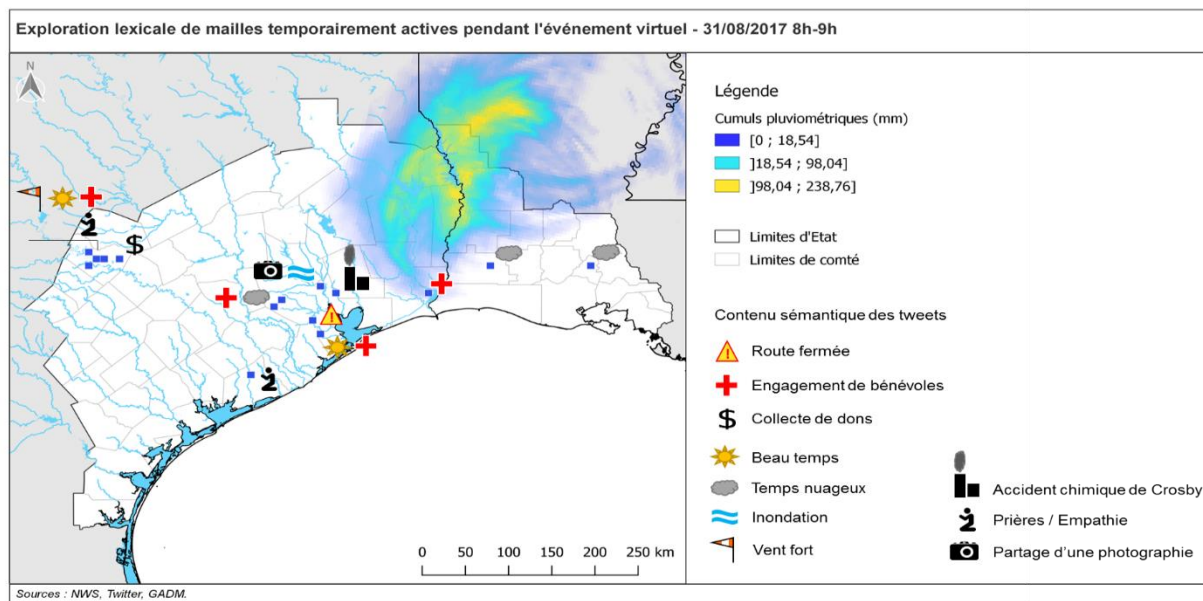 Exploration lexicale de mailles temporairement actives pendant l'événement virtuel - 31/08/2017 8h-9h
N
Légende
Cumuls pluviométriques (mm)
[0 ; 18,54]
]18,54 ; 98,04]
]98,04 ; 238,76]
Limites d'Etat
Limites de comté
Contenu sémantique des tweets
Route fermée
Engagement de bénévoles
Collecte de dons
Beau temps
Temps nuageux
Inondation
Vent fort
Accident chimique de Crosby
Prières / Empathie
Partage d'une photographie
0 50 100 150 200 250 km
Sources : NWS, Twitter, GADM.